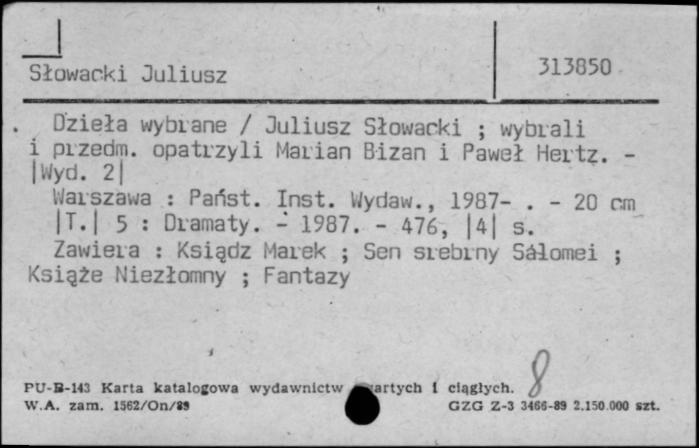 Słowacki Juliusz 313850
Dzieła wybrane / Juliusz Słowacki ; wybrali
i przedm. opatrzyli Marian Bizan i Paweł Hertz. -
|Wyd. 2|
Warszawa : Państ. Inst. Wydaw., 1987- . - 20 cm
|T.| 5 : Dramaty. - 1987. - 476, |4| s.
Zawiera : Ksiądz Marek ; Sen srebrny Salomei ;
Książe Niezłomny ; Fantazy
8
PU-B-143 Karta katalogowa wydawnictw zwartych i ciągłych.
W.A. zam. 1562/On/89 GZG Z-3 3466-89 2.150.000 szt.